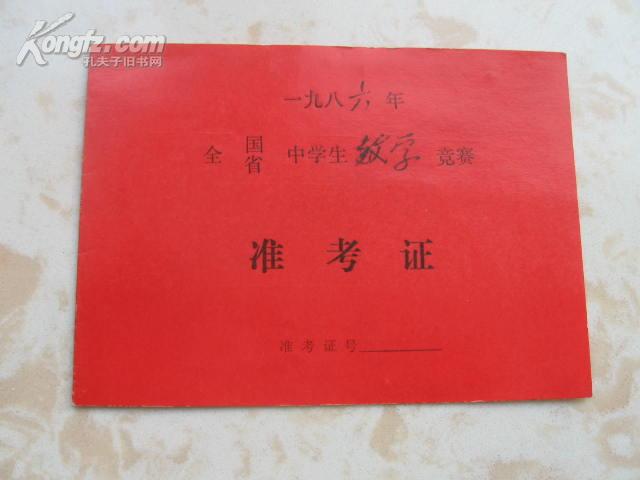 Kongfz.com
孔夫子旧书网
一九八六年
全 国 中学生 数学 竞赛
省
准考证
准考证号